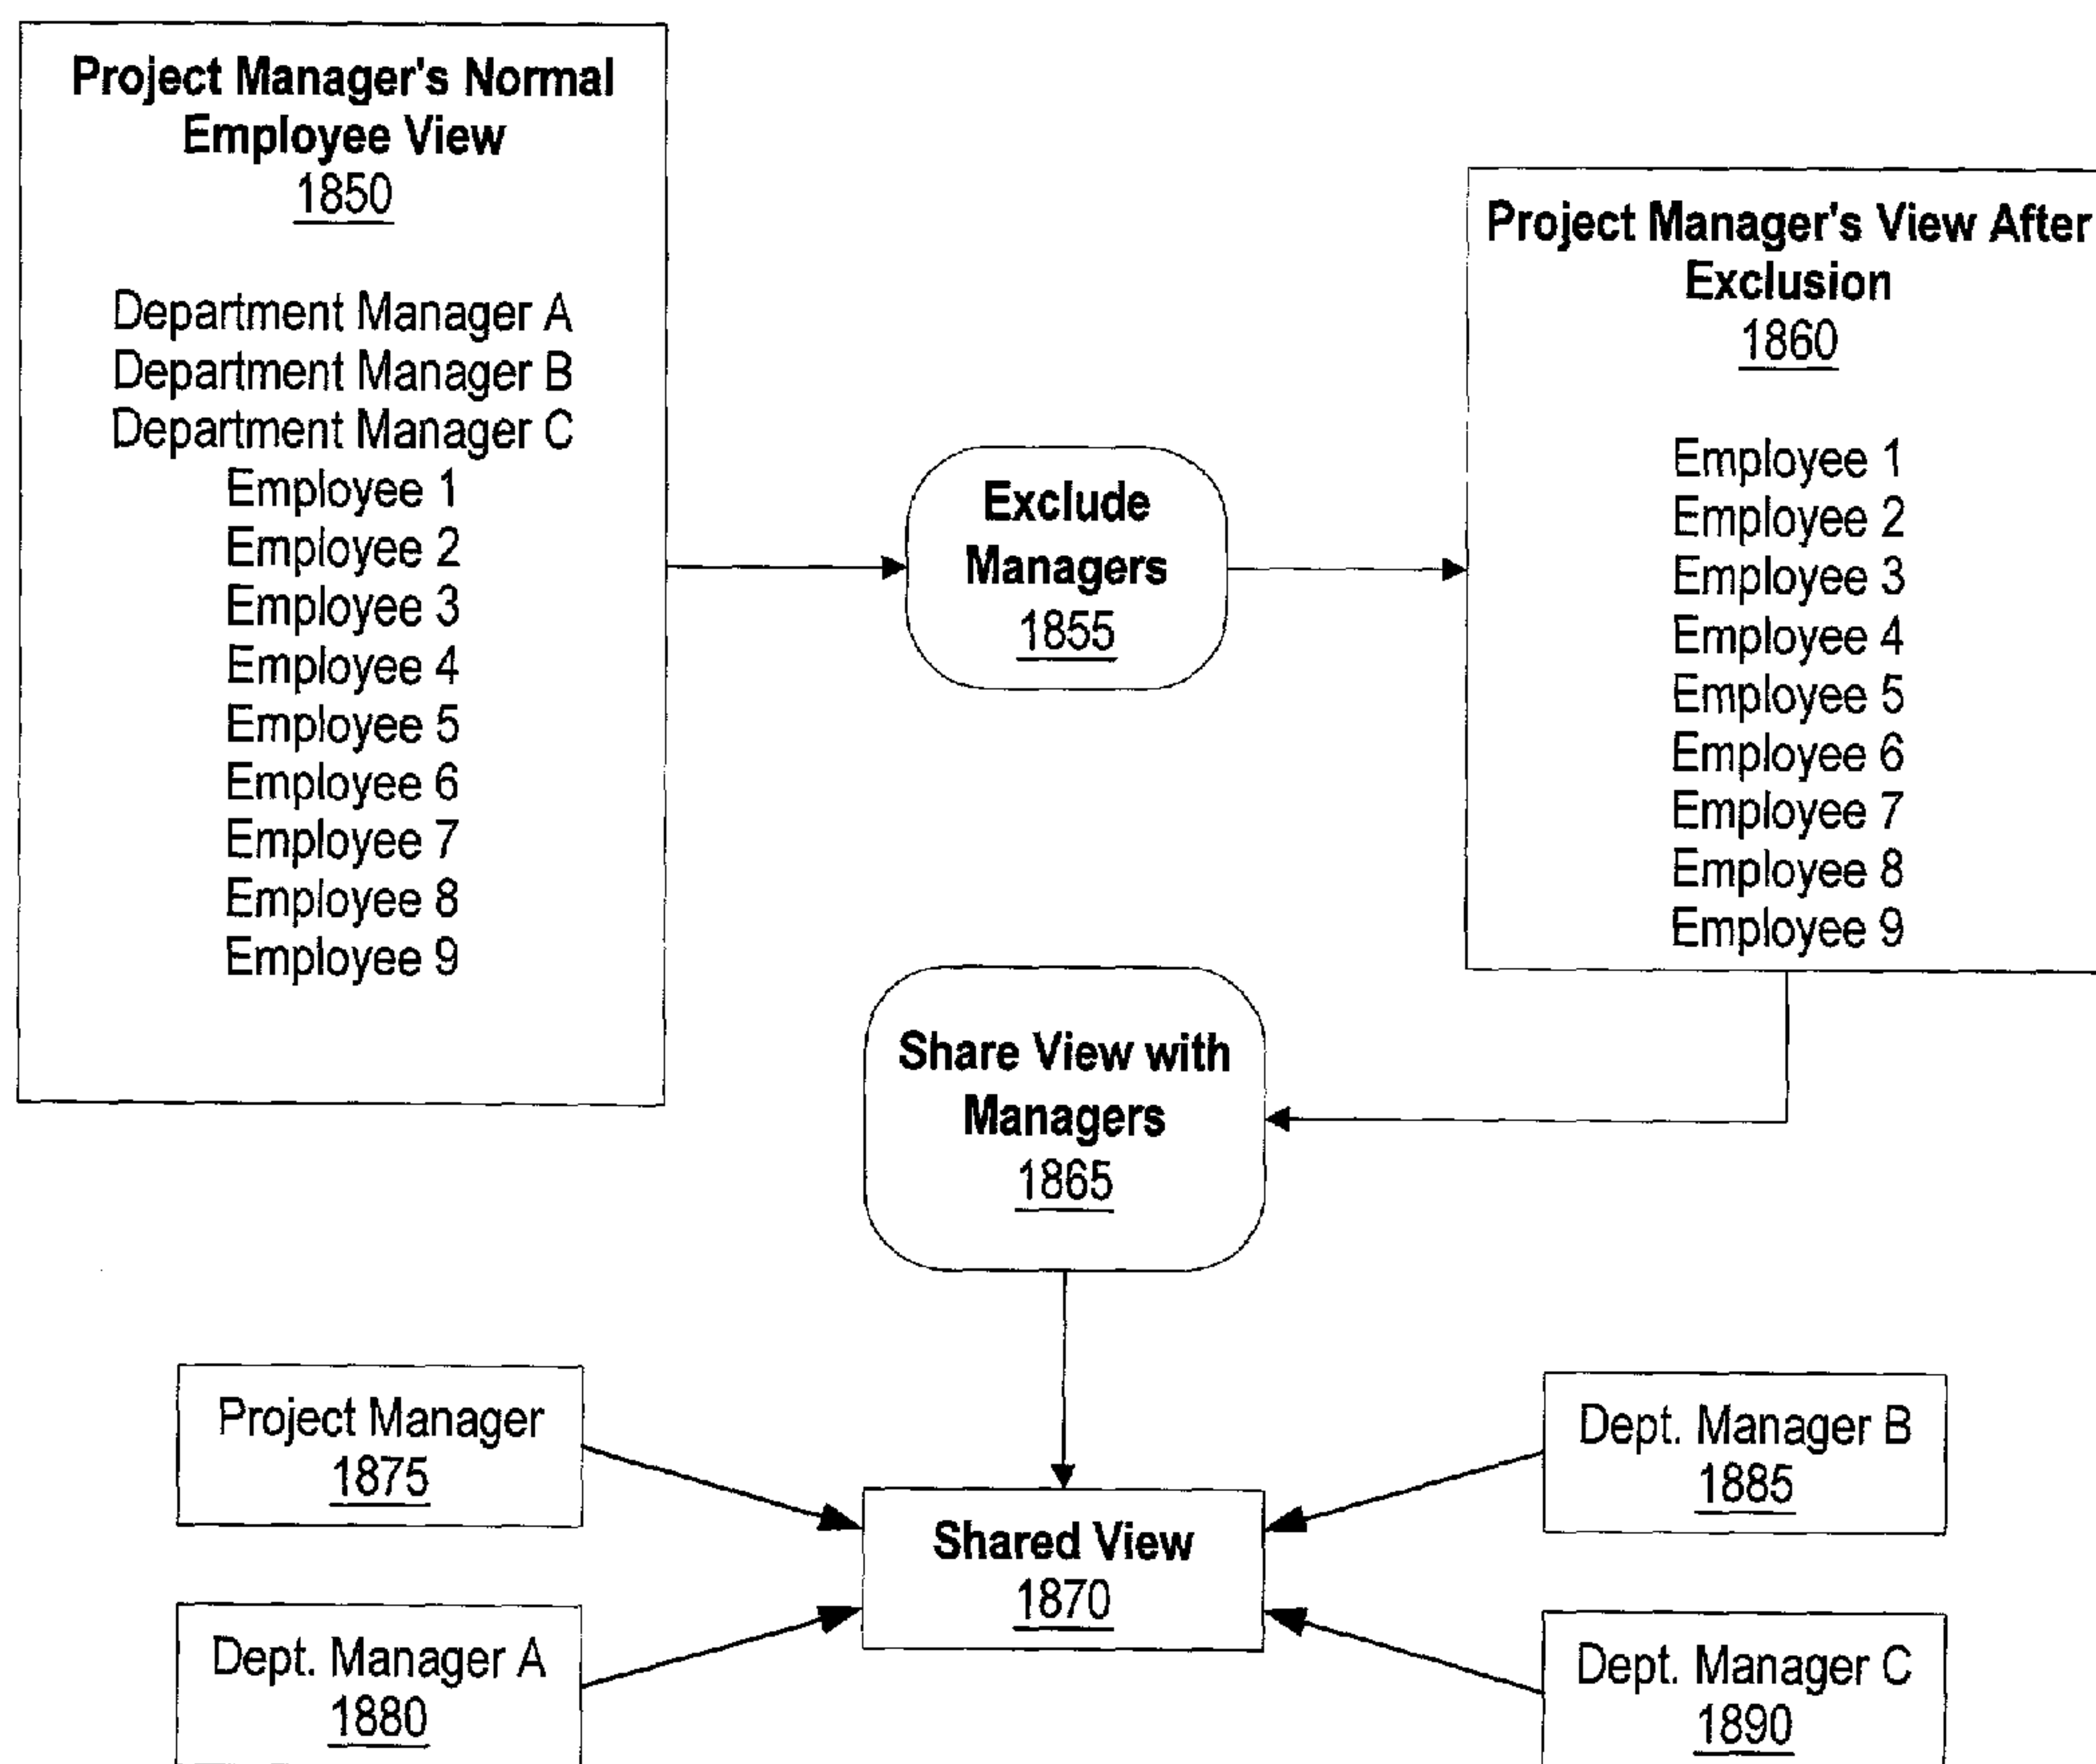 Project Manager's Normal
Employee View
1850
Department Manager A
Department Manager B
Department Manager C
Employee 1
Employee 2
Employee 3
Employee 4
Employee 5
Employee 6
Employee 7
Employee 8
Employee 9
Exclude
Managers
1855
Project Manager's View After
Exclusion
1860
Employee 1
Employee 2
Employee 3
Employee 4
Employee 5
Employee 6
Employee 7
Employee 8
Employee 9
Share View with
Managers
1865
Project Manager
1875
Dept. Manager A
1880
Shared View
1870
Dept. Manager B
1885
Dept. Manager C
1890